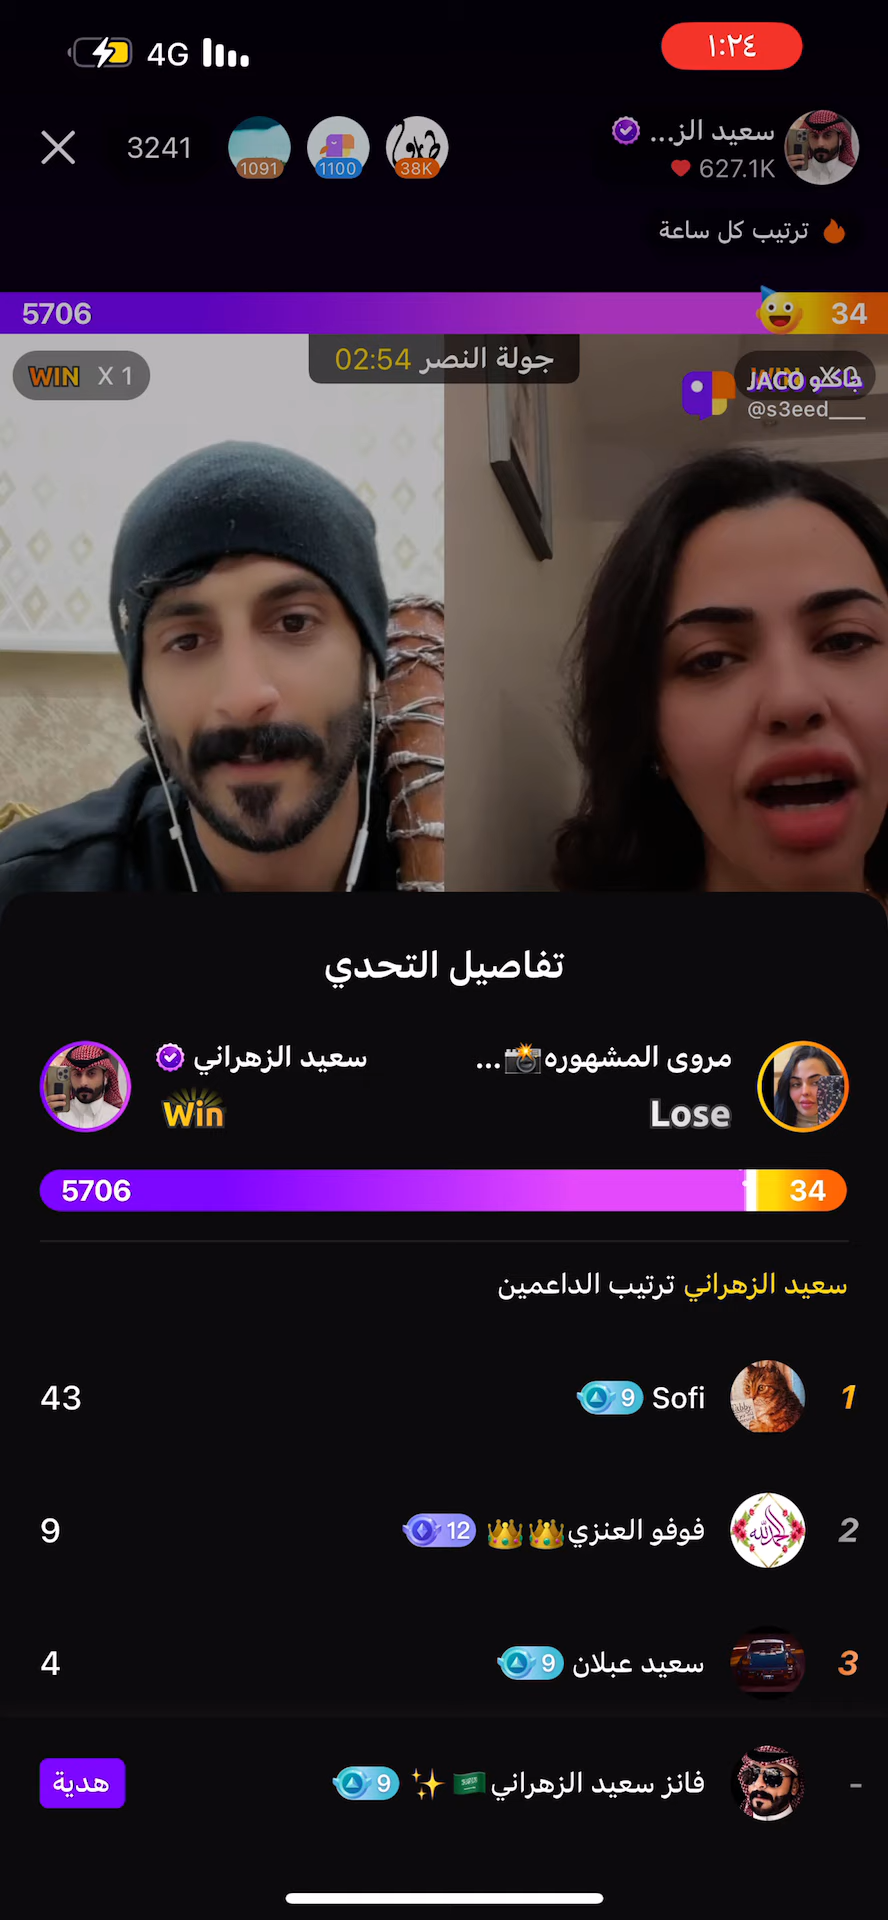 4G
١:٢٤
سعيد الز...
627.1K
38K
1100
1091
3241
ترتيب كل ساعة
5706
34
WIN X 1
جولة النصر 02:54
جاكو JACO
@s3eed___
تفاصيل التحدي
مروى المشهوره📸...
Lose
سعيد الزهراني
Win
5706
34
سعيد الزهراني ترتيب الداعمين
1 Sofi 9 43
2 فوفو العنزي👑👑 12 9
3 سعيد عبلان 9 4
- فانز سعيد الزهراني🇸🇦✨ 9 هدية